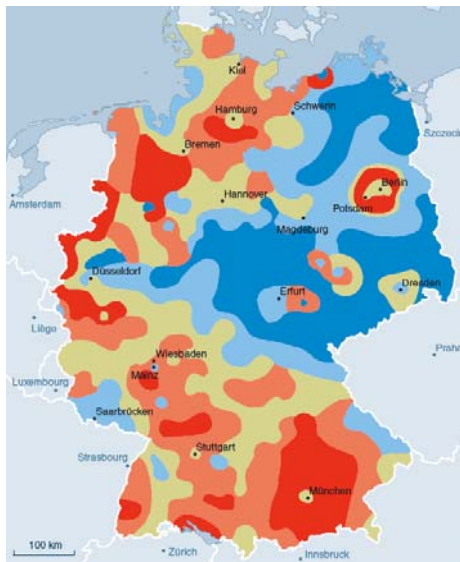 Kiel
Schwerin
Hamburg
Szczecin
Bremen
Berlin
Hannover
Amsterdam
Potsdam
Magdeburg
Düsseldorf
Erfurt
Dresden
Liège
Praha
Wiesbaden
Mainz
Luxembourg
Saarbrücken
Stuttgart
Strasbourg
München
100 km
Zürich
Innsbruck